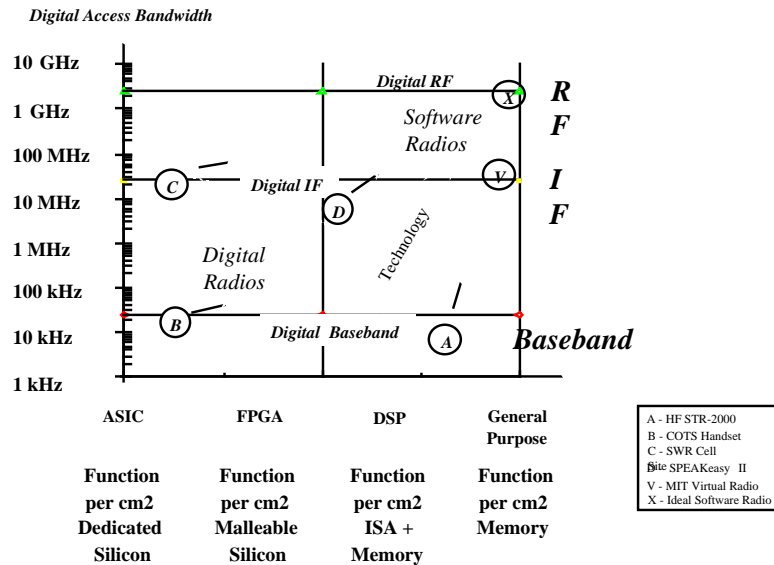 Digital Access Bandwidth
10 GHz
Digital RF
X
R
F
1 GHz
Software
Radios
100 MHz
C
Digital IF
V
I
F
10 MHz
D
1 MHz
Digital
Radios
Technology
100 kHz
B
Digital Baseband
A
Baseband
10 kHz
1 kHz
ASIC
FPGA
DSP
General
Purpose
Function
per cm2
Dedicated
Silicon
Function
per cm2
Malleable
Silicon
Function
per cm2
ISA +
Memory
Function
per cm2
Memory
A - HF STR-2000
B - COTS Handset
C - SWR Cell
Site
D - SPEAKeasy II
V - MIT Virtual Radio
X - Ideal Software Radio